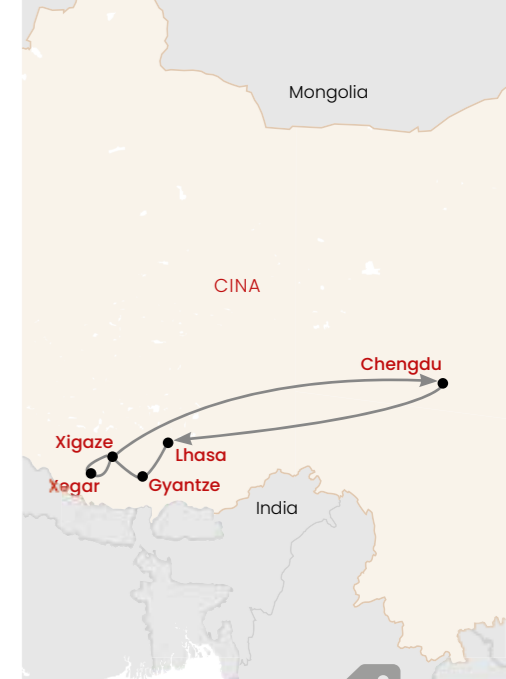 Mongolia
CINA
Chengdu
Xigaze
Lhasa
Xegar
Gyantze
India